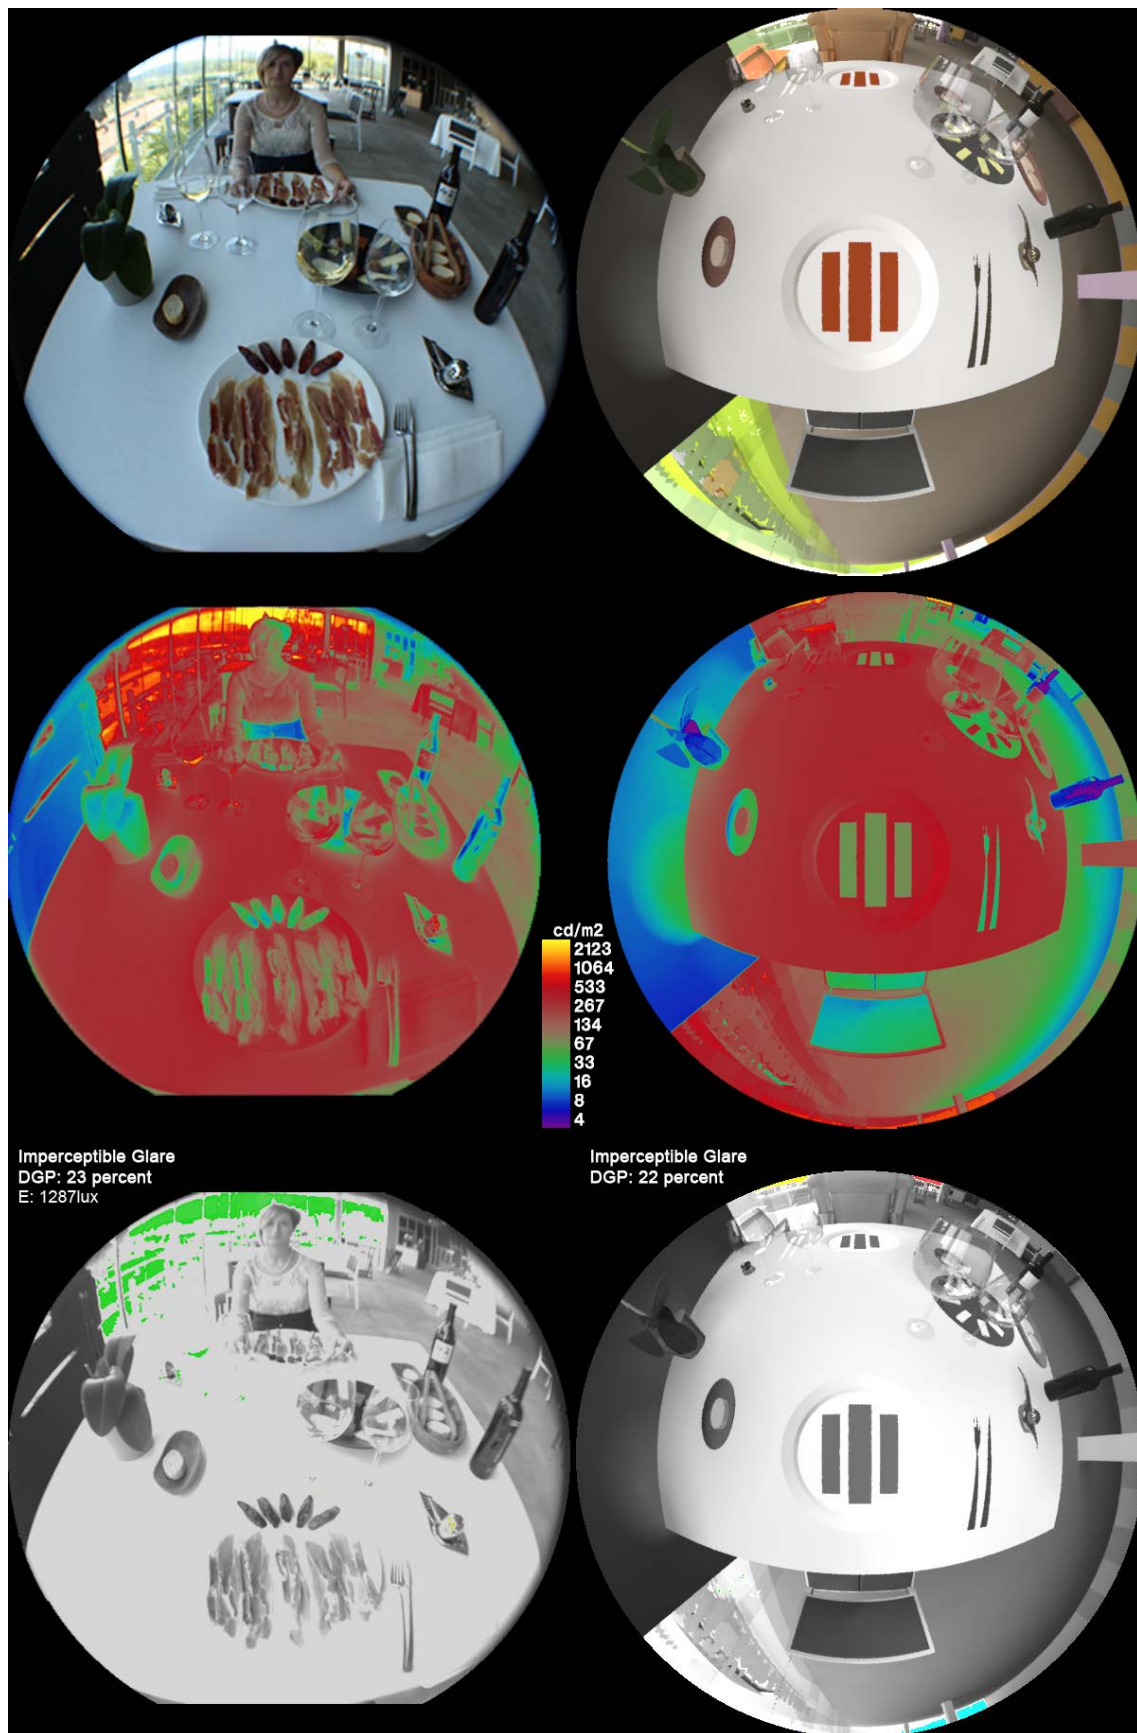 cd/m2
2123
1064
533
267
134
67
33
16
8
4
Imperceptible Glare
DGP: 23 percent
E: 1287lux
Imperceptible Glare
DGP: 22 percent